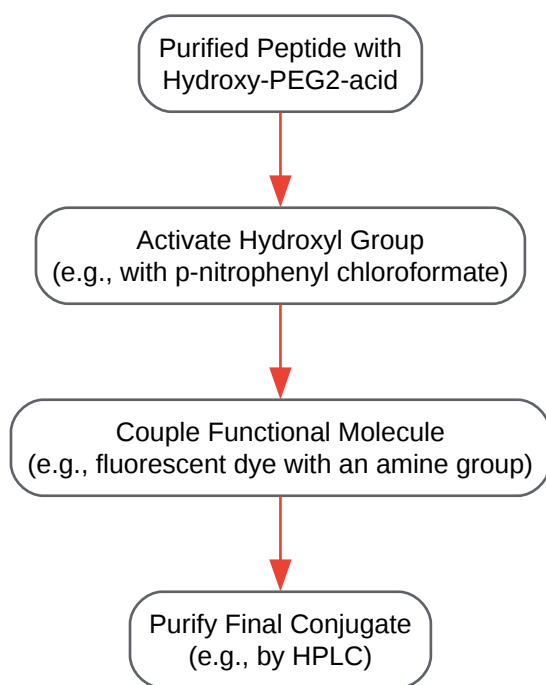 Purified Peptide with
Hydroxy-PEG2-acid
Activate Hydroxyl Group
(e.g., with p-nitrophenyl chloroformate)
Couple Functional Molecule
(e.g., fluorescent dye with an amine group)
Purify Final Conjugate
(e.g., by HPLC)